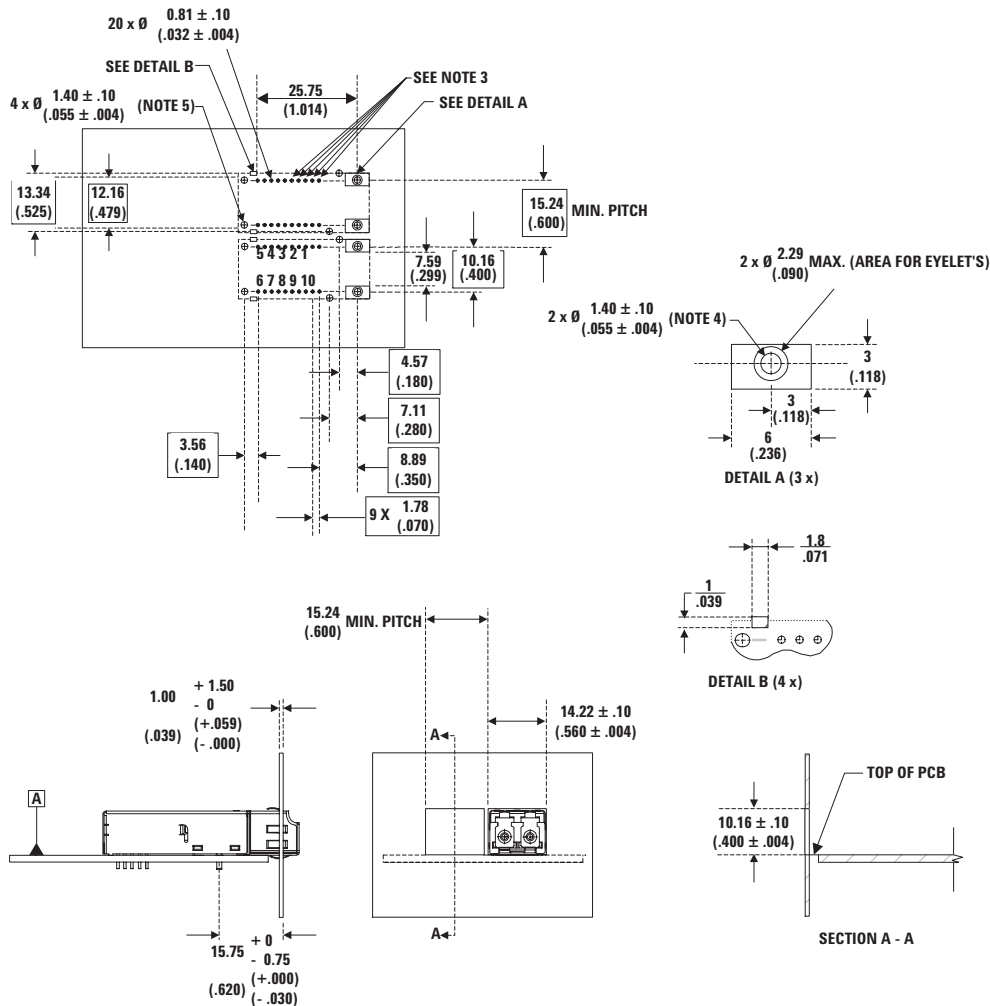 20 x Ø 0.81 ± .10
(.032 ± .004)
SEE DETAIL B
4 x Ø 1.40 ± .10
(.055 ± .004)
(NOTE 5)
25.75
(1.014)
SEE NOTE 3
SEE DETAIL A
13.34
(.525)
12.16
(.479)
15.24
(.600)
MIN. PITCH
5 4 3 2 1
6 7 8 9 10
7.59
(.299)
10.16
(.400)
4.57
(.180)
7.11
(.280)
3.56
(.140)
8.89
(.350)
9 X 1.78
(.070)
2 x Ø 2.29
(.090)
MAX. (AREA FOR EYELET'S)
2 x Ø 1.40 ± .10
(.055 ± .004)
(NOTE 4)
3
(.118)
3
(.118)
6
(.236)
DETAIL A (3 x)
1.8
.071
1
.039
DETAIL B (4 x)
15.24
(.600)
MIN. PITCH
1.00 + 1.50
- 0
(.039) (+.059)
(- .000)
14.22 ± .10
(.560 ± .004)
A
A
A
15.75 + 0
- 0.75
(.620) (+.000)
(- .030)
TOP OF PCB
10.16 ± .10
(.400 ± .004)
SECTION A - A